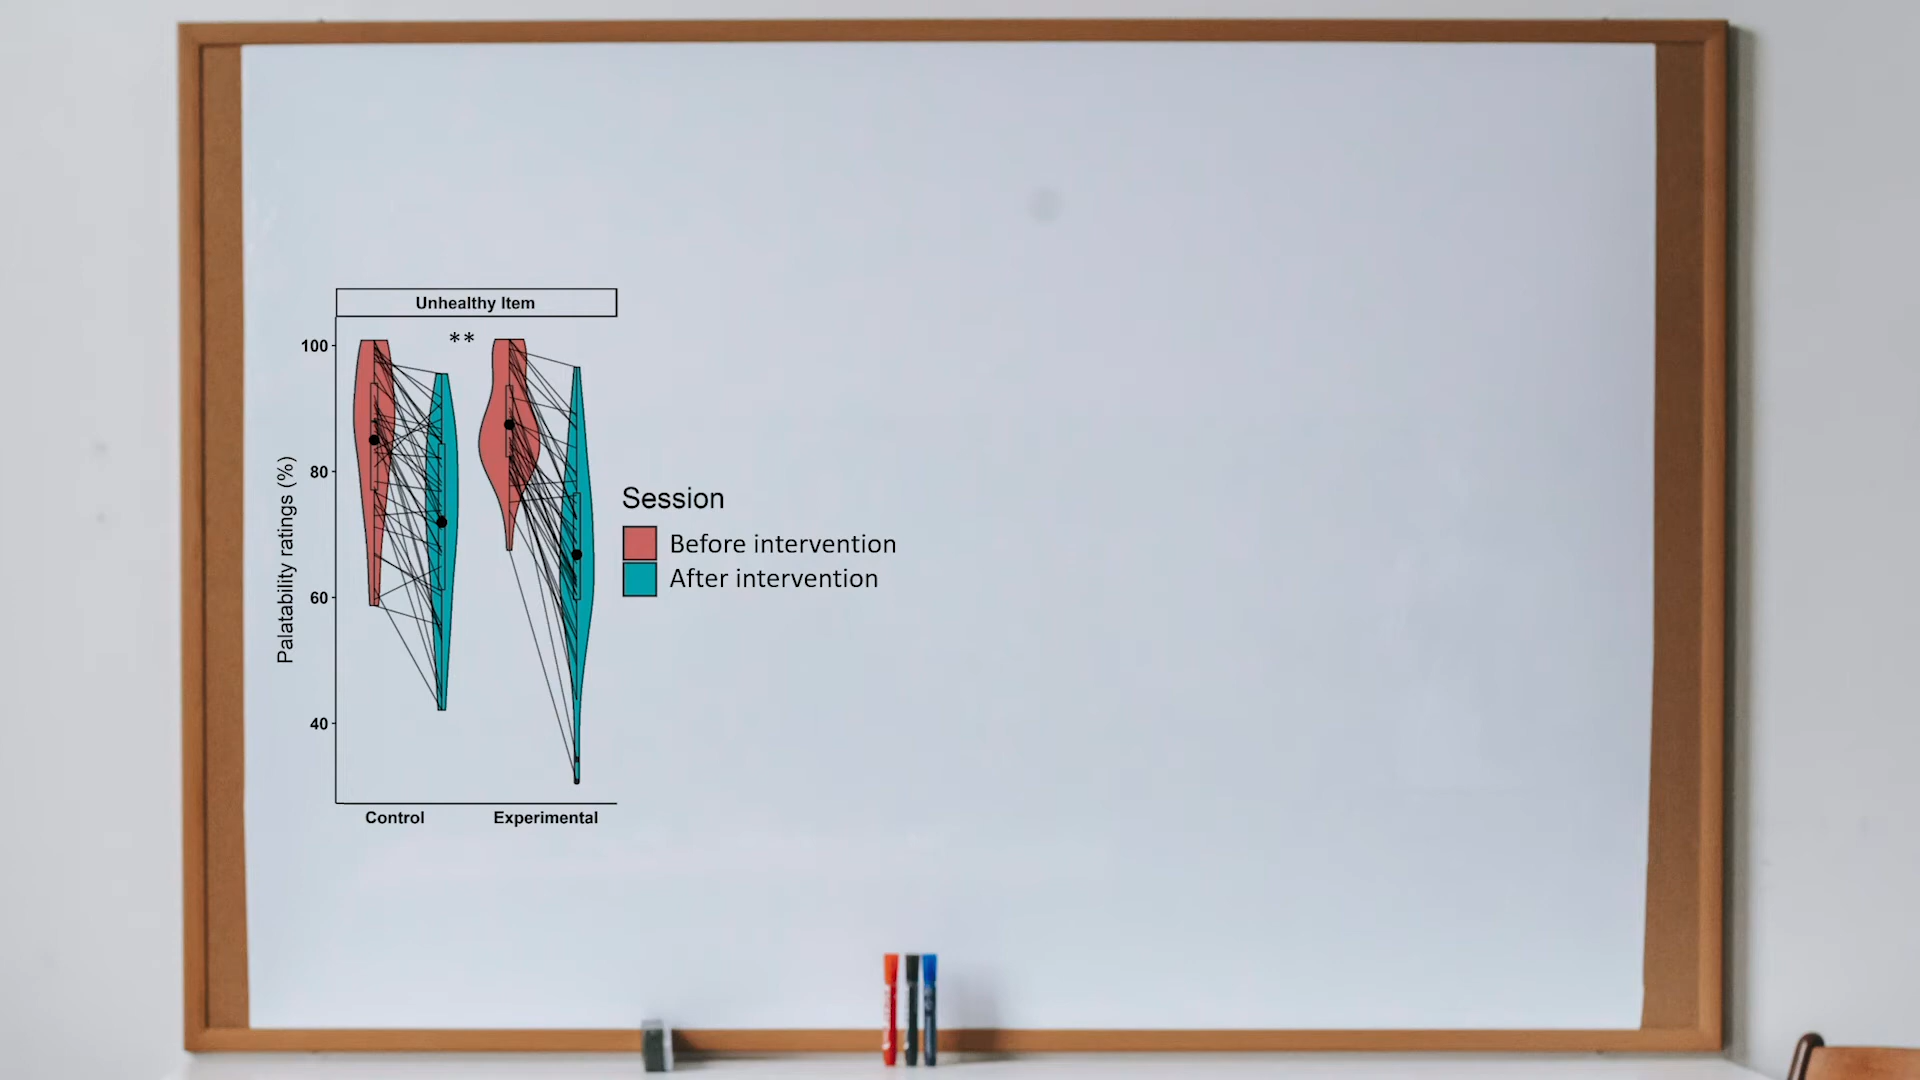 Unhealthy Item
**
100
80
60
40
Palatability ratings (%)
Control Experimental
Session
Before intervention
After intervention